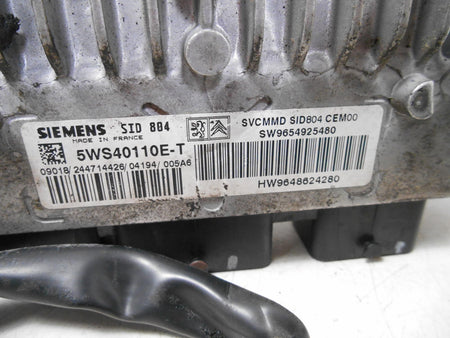 SIEMENS SID 804
MADE IN FRANCE
5WS40110E-T
09018 244714426/04194/005A6
SVCMMD SID804 CEM00
SW9654925480
HW9648624280